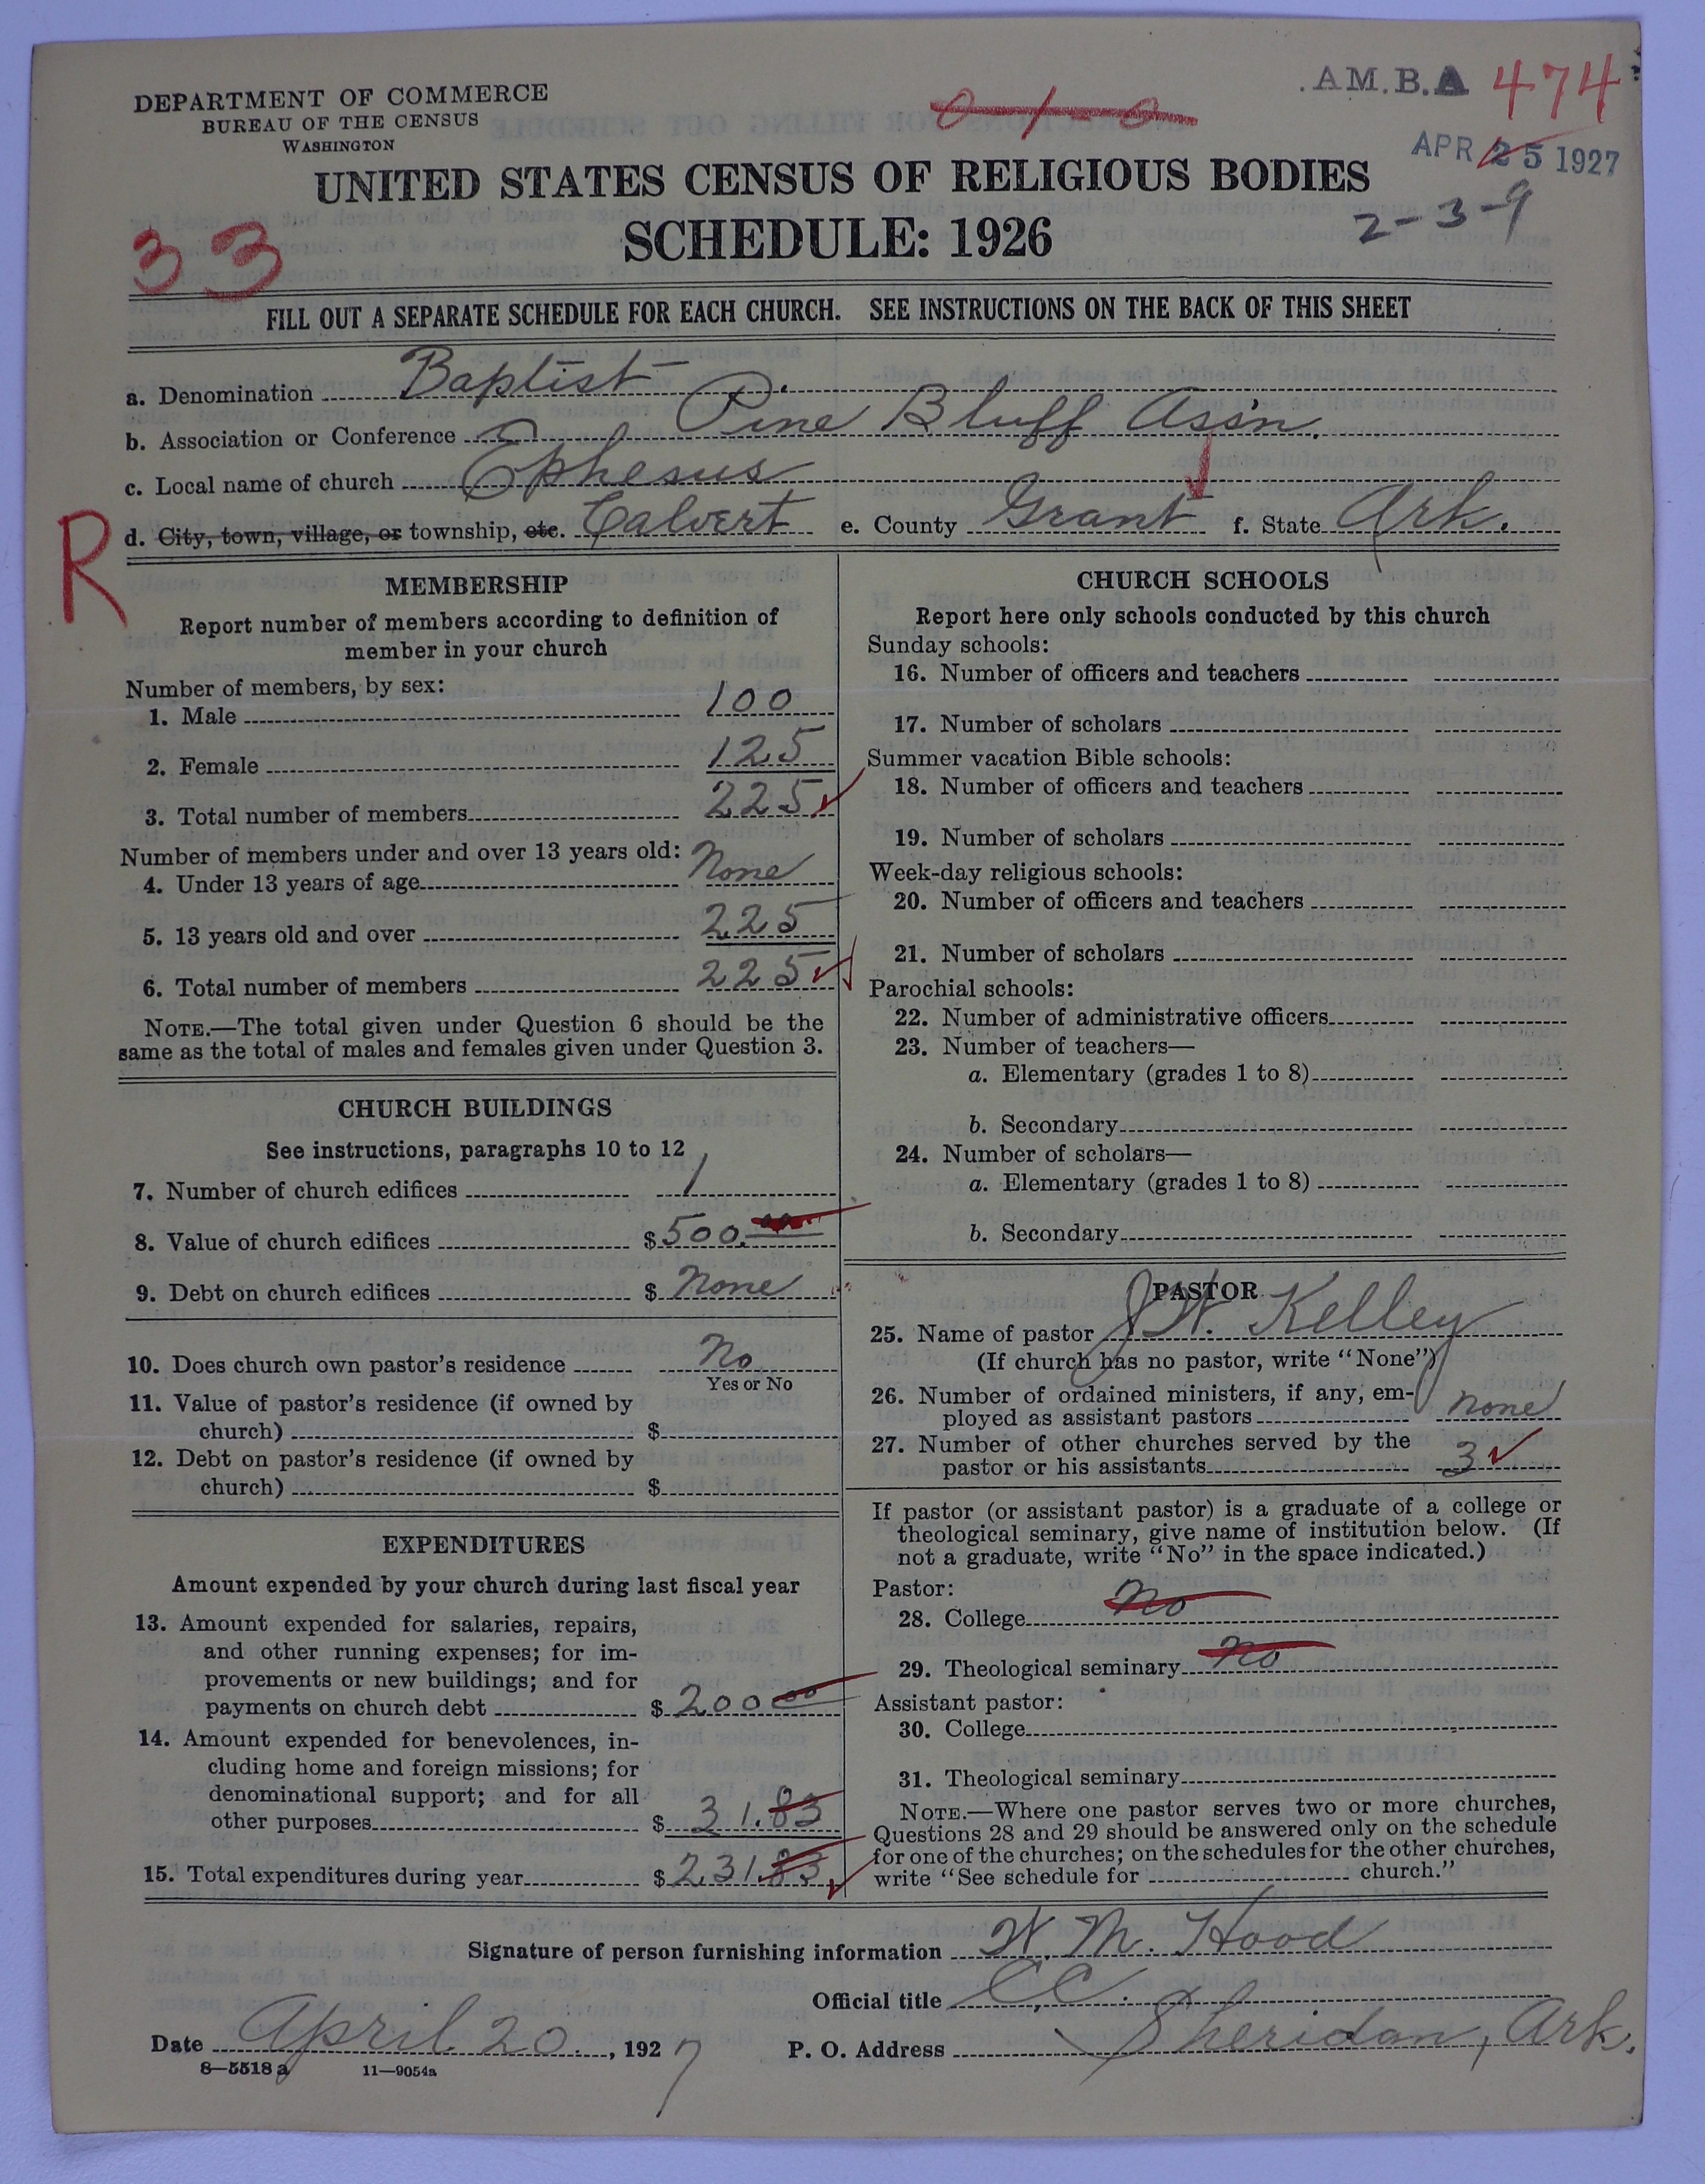 DEPARTMENT OF COMMERCE
BUREAU OF THE CENSUS
WASHINGTON
.A.M.B.A 474
0-1-0
APR 25 1927
UNITED STATES CENSUS OF RELIGIOUS BODIES
2-3-9
SCHEDULE: 1926
33
FILL OUT A SEPARATE SCHEDULE FOR EACH CHURCH. SEE INSTRUCTIONS ON THE BACK OF THIS SHEET
a. Denomination Baptist
b. Association or Conference Pine Bluff Ass'n.
c. Local name of church Ephesus
R
d. City, town, village, or township, etc. Calvert e. County Grant f. State Ark.
MEMBERSHIP
Report number of members according to definition of
member in your church
Number of members, by sex:
1. Male 100
2. Female 125
3. Total number of members 225
Number of members under and over 13 years old:
4. Under 13 years of age None
5. 13 years old and over 225
6. Total number of members 225
NOTE.—The total given under Question 6 should be the
same as the total of males and females given under Question 3.
CHURCH BUILDINGS
See instructions, paragraphs 10 to 12
7. Number of church edifices 1
8. Value of church edifices $ 500.00
9. Debt on church edifices $ None
10. Does church own pastor's residence No
Yes or No
11. Value of pastor's residence (if owned by
church) $
12. Debt on pastor's residence (if owned by
church) $
EXPENDITURES
Amount expended by your church during last fiscal year
13. Amount expended for salaries, repairs,
and other running expenses; for im-
provements or new buildings; and for
payments on church debt $ 200 00
14. Amount expended for benevolences, in-
cluding home and foreign missions; for
denominational support; and for all
other purposes $ 31.83
15. Total expenditures during year $ 231.83
CHURCH SCHOOLS
Report here only schools conducted by this church
Sunday schools:
16. Number of officers and teachers
17. Number of scholars
Summer vacation Bible schools:
18. Number of officers and teachers
19. Number of scholars
Week-day religious schools:
20. Number of officers and teachers
21. Number of scholars
Parochial schools:
22. Number of administrative officers
23. Number of teachers—
a. Elementary (grades 1 to 8)
b. Secondary
24. Number of scholars—
a. Elementary (grades 1 to 8)
b. Secondary
PASTOR
25. Name of pastor J.W. Kelley
(If church has no pastor, write "None")
26. Number of ordained ministers, if any, em-
ployed as assistant pastors none
27. Number of other churches served by the
pastor or his assistants 3
If pastor (or assistant pastor) is a graduate of a college or
theological seminary, give name of institution below. (If
not a graduate, write "No" in the space indicated.)
Pastor:
28. College No
29. Theological seminary No
Assistant pastor:
30. College
31. Theological seminary
NOTE.—Where one pastor serves two or more churches,
Questions 28 and 29 should be answered only on the schedule
for one of the churches; on the schedules for the other churches,
write "See schedule for church."
Signature of person furnishing information W. M. Hood
Official title C.C.
Date April 20, 1927 P. O. Address Sheridan, Ark.
8—5518 a 11—9054a